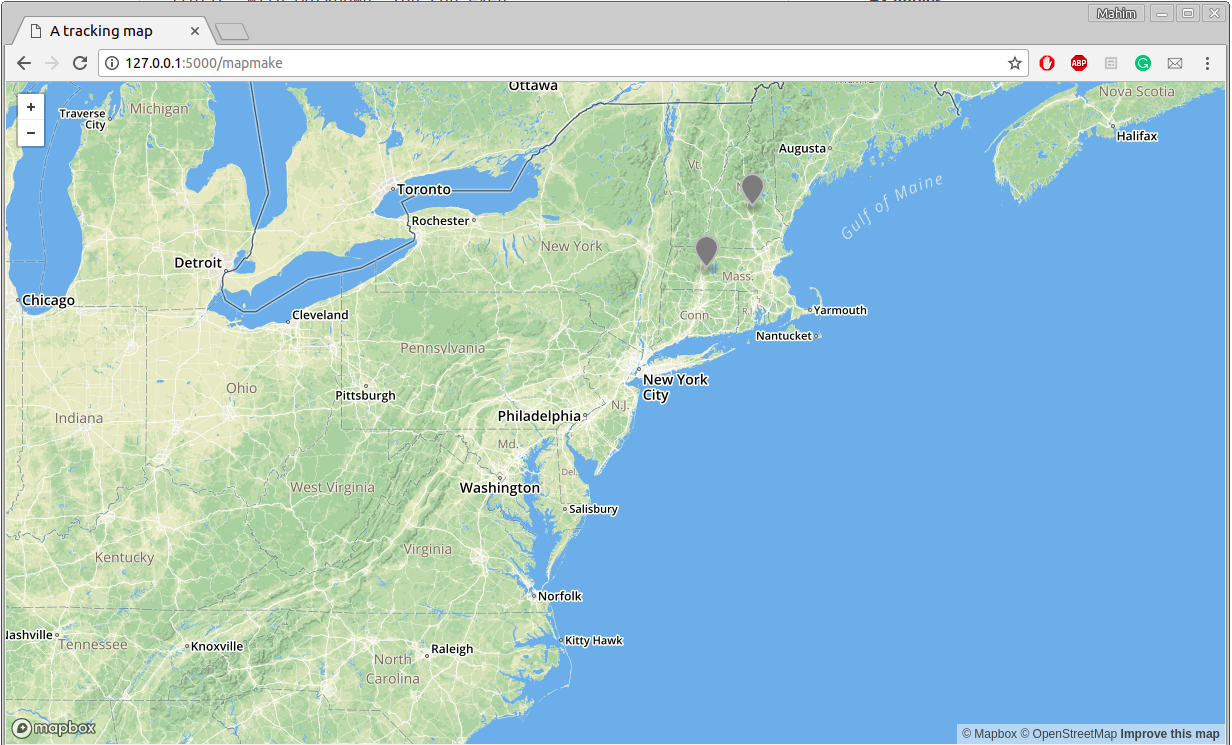 Mahim
A tracking map
127.0.0.1:5000/mapmake
ABP
+
−
Ottawa
Nova Scotia
Traverse
City
Michigan
Halifax
Augusta
Vt.
Toronto
Gulf of Maine
Rochester
New York
Detroit
Mass.
Chicago
Yarmouth
Cleveland
Conn.
R.I.
Nantucket
Pennsylvania
New York
City
Ohio
Pittsburgh
N.J.
Indiana
Philadelphia
Md.
Del.
West Virginia
Washington
Salisbury
Virginia
Kentucky
Norfolk
Nashville
Tennessee
Knoxville
Kitty Hawk
Raleigh
North
Carolina
mapbox
© Mapbox © OpenStreetMap Improve this map